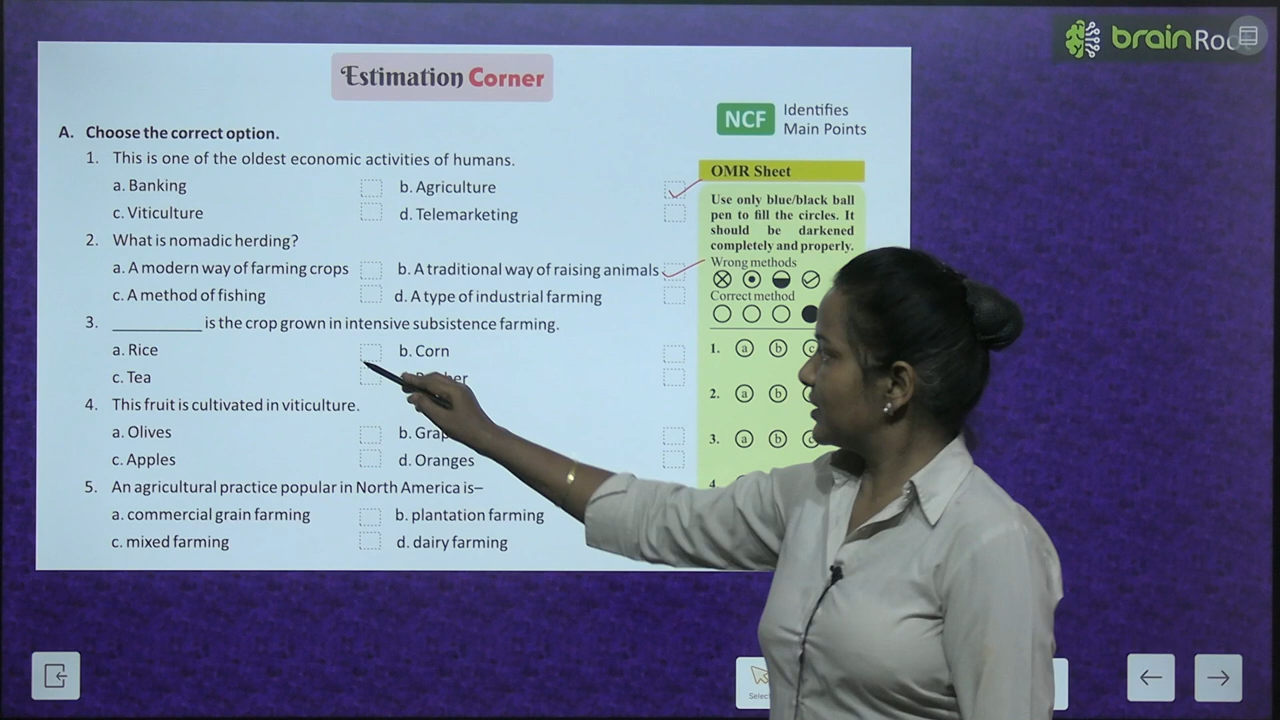 brainRo
Estimation Corner
NCF Identifies
Main Points
A. Choose the correct option.
1. This is one of the oldest economic activities of humans.
a. Banking b. Agriculture
c. Viticulture d. Telemarketing
2. What is nomadic herding?
a. A modern way of farming crops b. A traditional way of raising animals
c. A method of fishing d. A type of industrial farming
3. __________ is the crop grown in intensive subsistence farming.
a. Rice b. Corn
c. Tea
4. This fruit is cultivated in viticulture.
a. Olives b.
c. Apples d. Oranges
5. An agricultural practice popular in North America is–
a. commercial grain farming b. plantation farming
c. mixed farming d. dairy farming
OMR Sheet
Use only blue/black ball
pen to fill the circles. It
should be darkened
completely and properly.
Wrong methods
Correct method
1. a b c
2. a b
3. a b c
4
Select